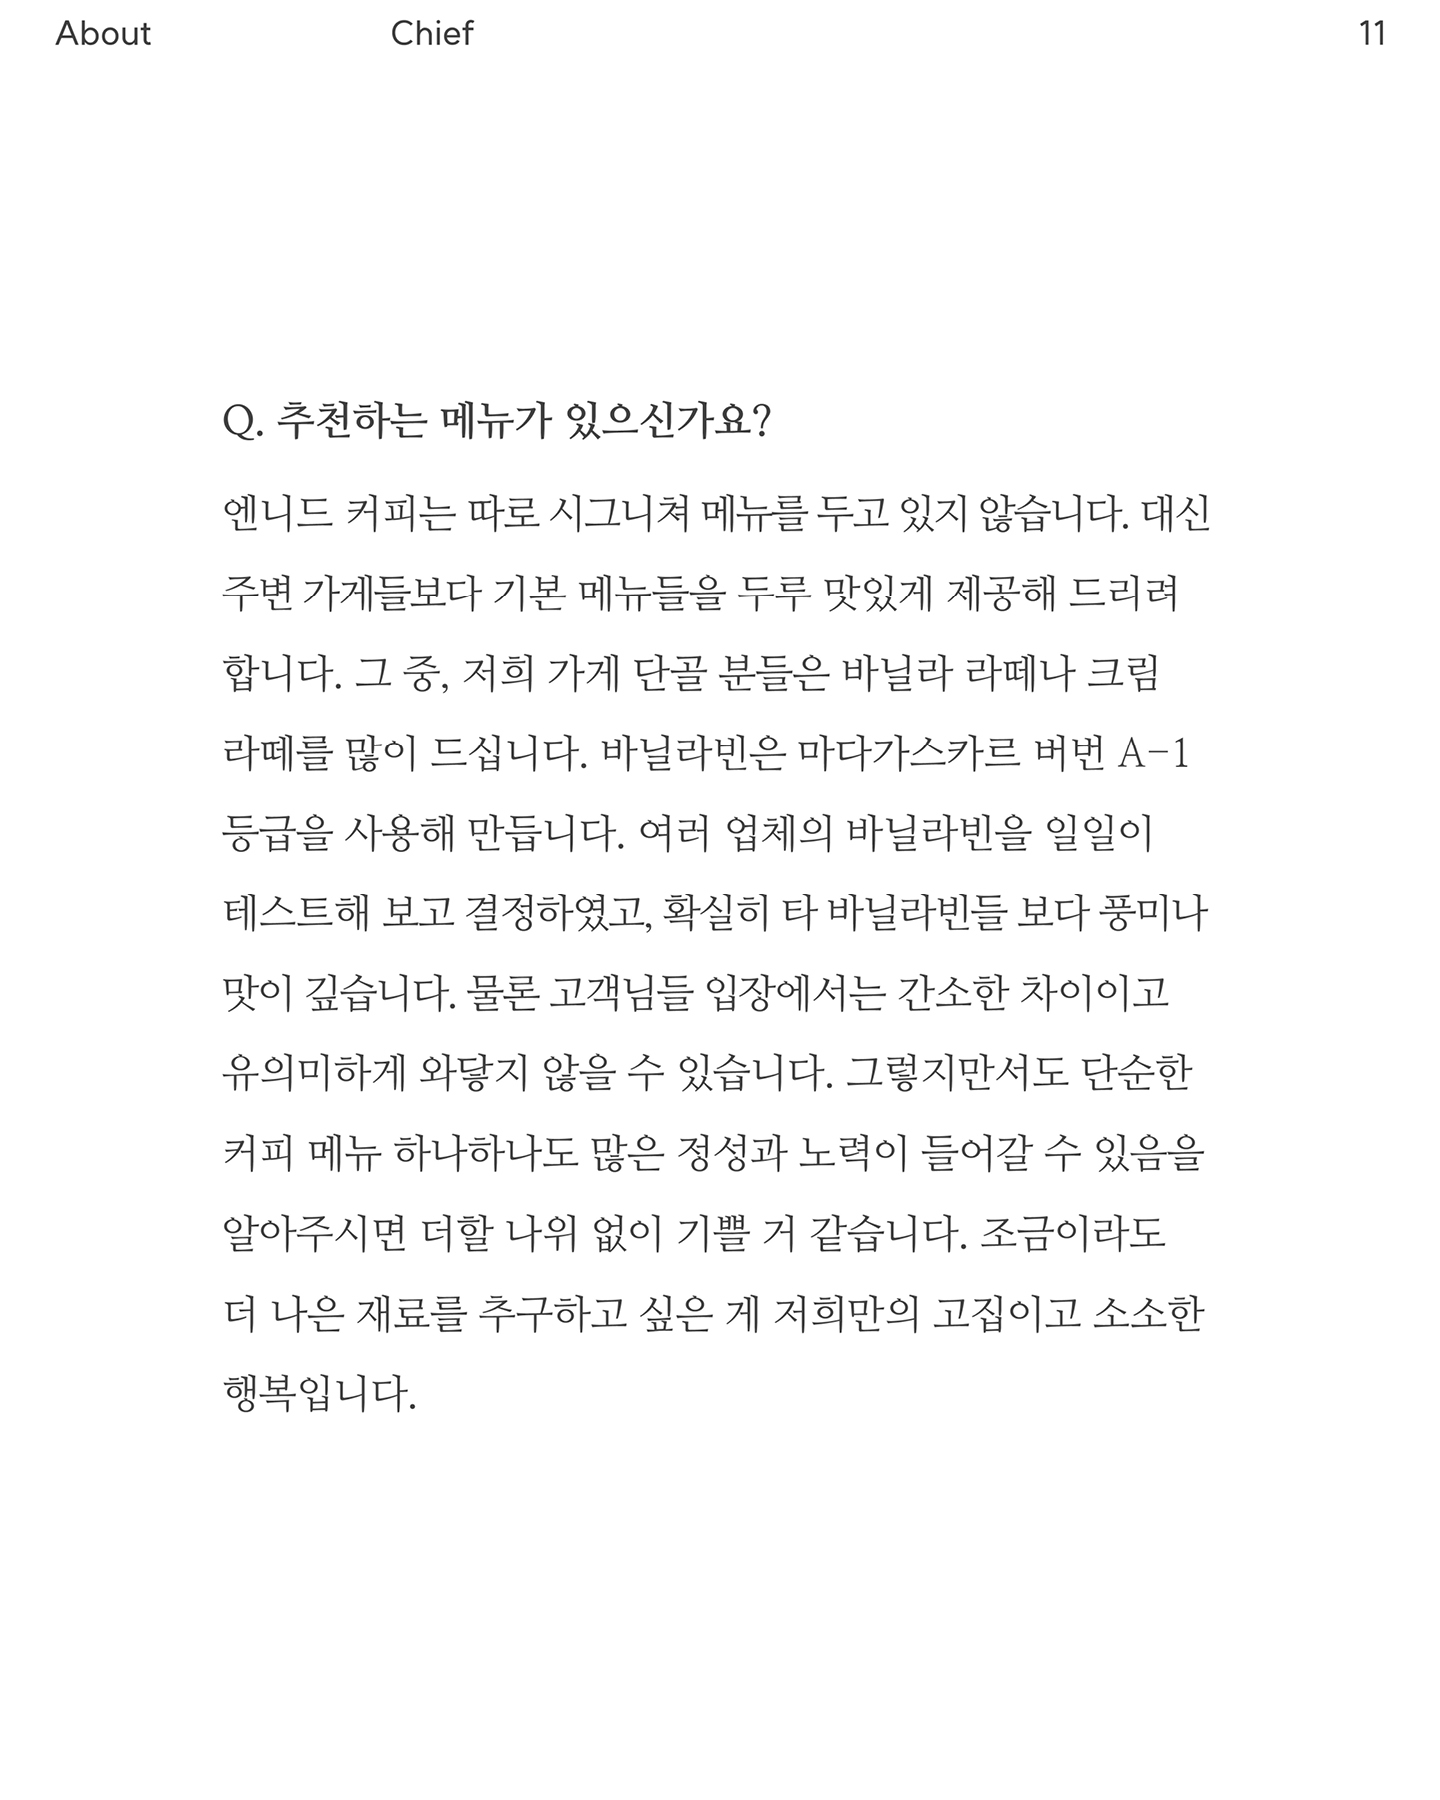 About Chief 11
Q. 추천하는 메뉴가 있으신가요?
엔니드 커피는 따로 시그니쳐 메뉴를 두고 있지 않습니다. 대신
주변 가게들보다 기본 메뉴들을 두루 맛있게 제공해 드리려
합니다. 그 중, 저희 가게 단골 분들은 바닐라 라떼나 크림
라떼를 많이 드십니다. 바닐라빈은 마다가스카르 버번 A-1
등급을 사용해 만듭니다. 여러 업체의 바닐라빈을 일일이
테스트해 보고 결정하였고, 확실히 타 바닐라빈들 보다 풍미나
맛이 깊습니다. 물론 고객님들 입장에서는 간소한 차이이고
유의미하게 와닿지 않을 수 있습니다. 그렇지만서도 단순한
커피 메뉴 하나하나도 많은 정성과 노력이 들어갈 수 있음을
알아주시면 더할 나위 없이 기쁠 거 같습니다. 조금이라도
더 나은 재료를 추구하고 싶은 게 저희만의 고집이고 소소한
행복입니다.